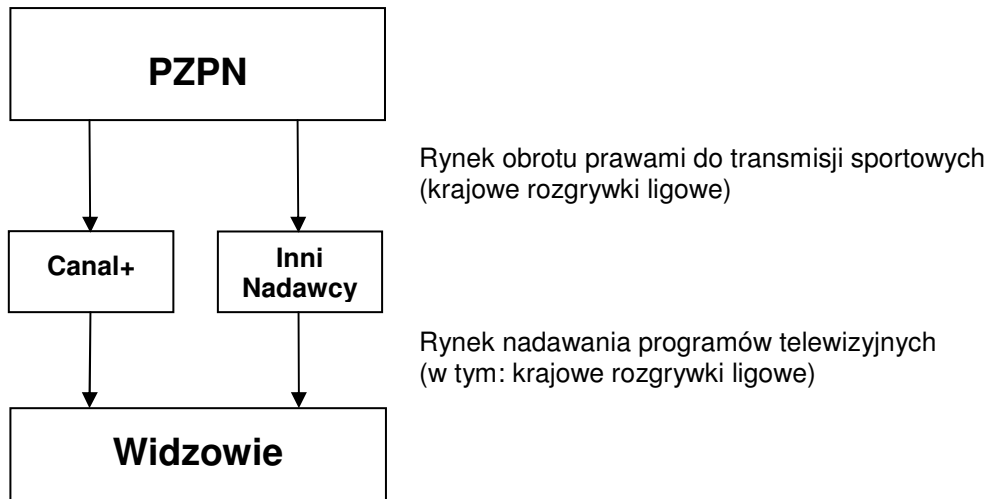 PZPN
Rynek obrotu prawami do transmisji sportowych
(krajowe rozgrywki ligowe)
Canal+
Inni
Nadawcy
Rynek nadawania programów telewizyjnych
(w tym: krajowe rozgrywki ligowe)
Widzowie